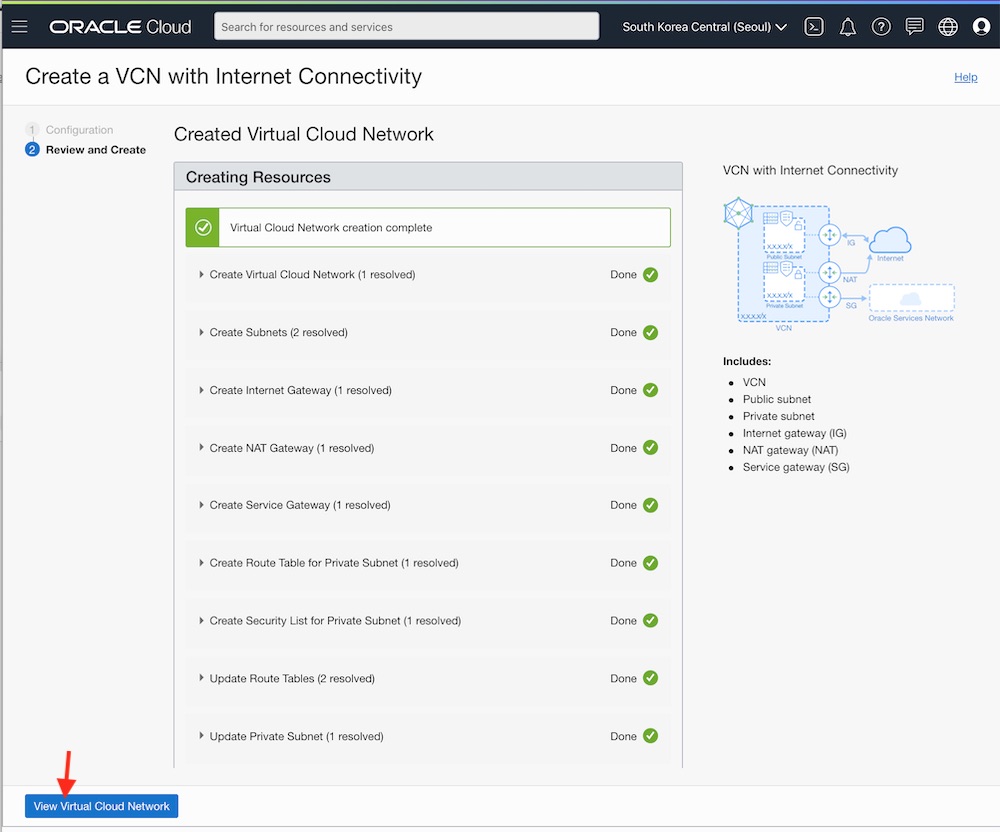 ORACLE Cloud
Search for resources and services
South Korea Central (Seoul)
Create a VCN with Internet Connectivity
Help
1 Configuration
2 Review and Create
Created Virtual Cloud Network
Creating Resources
Virtual Cloud Network creation complete
Create Virtual Cloud Network (1 resolved) Done
Create Subnets (2 resolved) Done
Create Internet Gateway (1 resolved) Done
Create NAT Gateway (1 resolved) Done
Create Service Gateway (1 resolved) Done
Create Route Table for Private Subnet (1 resolved) Done
Create Security List for Private Subnet (1 resolved) Done
Update Route Tables (2 resolved) Done
Update Private Subnet (1 resolved) Done
VCN with Internet Connectivity
X.X.X.X/X
Public Subnet
IG
Internet
NAT
X.X.X.X/X
Private Subnet
SG
X.X.X.X/X
Oracle Services Network
VCN
Includes:
• VCN
• Public subnet
• Private subnet
• Internet gateway (IG)
• NAT gateway (NAT)
• Service gateway (SG)
View Virtual Cloud Network